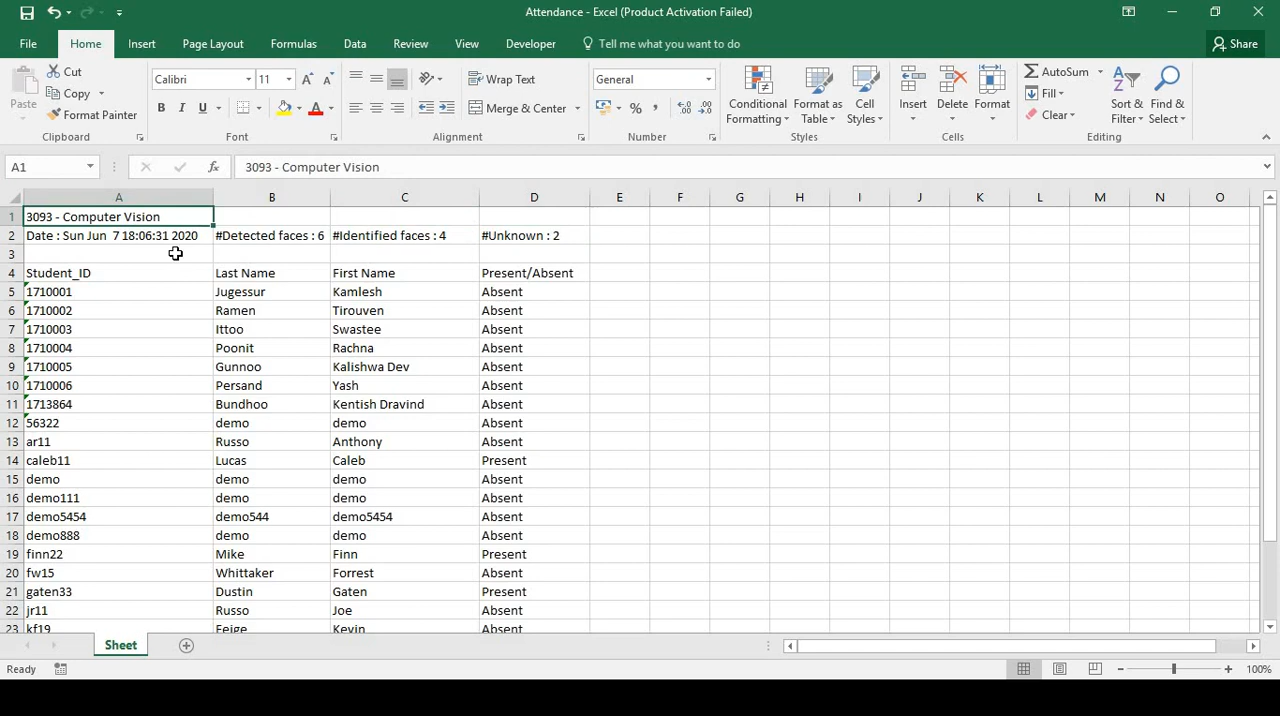 Attendance - Excel (Product Activation Failed)
File Home Insert Page Layout Formulas Data Review View Developer Tell me what you want to do Share
Paste
Cut
Copy
Format Painter
Clipboard
Calibri 11
B I U
Font
Wrap Text
Merge & Center
Alignment
General
Number
Conditional Formatting
Format as Table
Cell Styles
Styles
Insert Delete Format
Cells
AutoSum
Fill
Clear
Sort & Filter
Find & Select
Editing
A1 fx 3093 - Computer Vision
A B C D E F G H I J K L M N O
1 3093 - Computer Vision
2 Date : Sun Jun 7 18:06:31 2020 #Detected faces : 6 #Identified faces : 4 #Unknown : 2
3
4 Student_ID Last Name First Name Present/Absent
5 1710001 Jugessur Kamlesh Absent
6 1710002 Ramen Tirouven Absent
7 1710003 Ittoo Swastee Absent
8 1710004 Poonit Rachna Absent
9 1710005 Gunnoo Kalishwa Dev Absent
10 1710006 Persand Yash Absent
11 1713864 Bundhoo Kentish Dravind Absent
12 56322 demo demo Absent
13 ar11 Russo Anthony Absent
14 caleb11 Lucas Caleb Present
15 demo demo demo Absent
16 demo111 demo demo Absent
17 demo5454 demo544 demo5454 Absent
18 demo888 demo demo Absent
19 finn22 Mike Finn Present
20 fw15 Whittaker Forrest Absent
21 gaten33 Dustin Gaten Present
22 jr11 Russo Joe Absent
23 kf19 Feige Kevin Absent
Sheet
Ready 100%